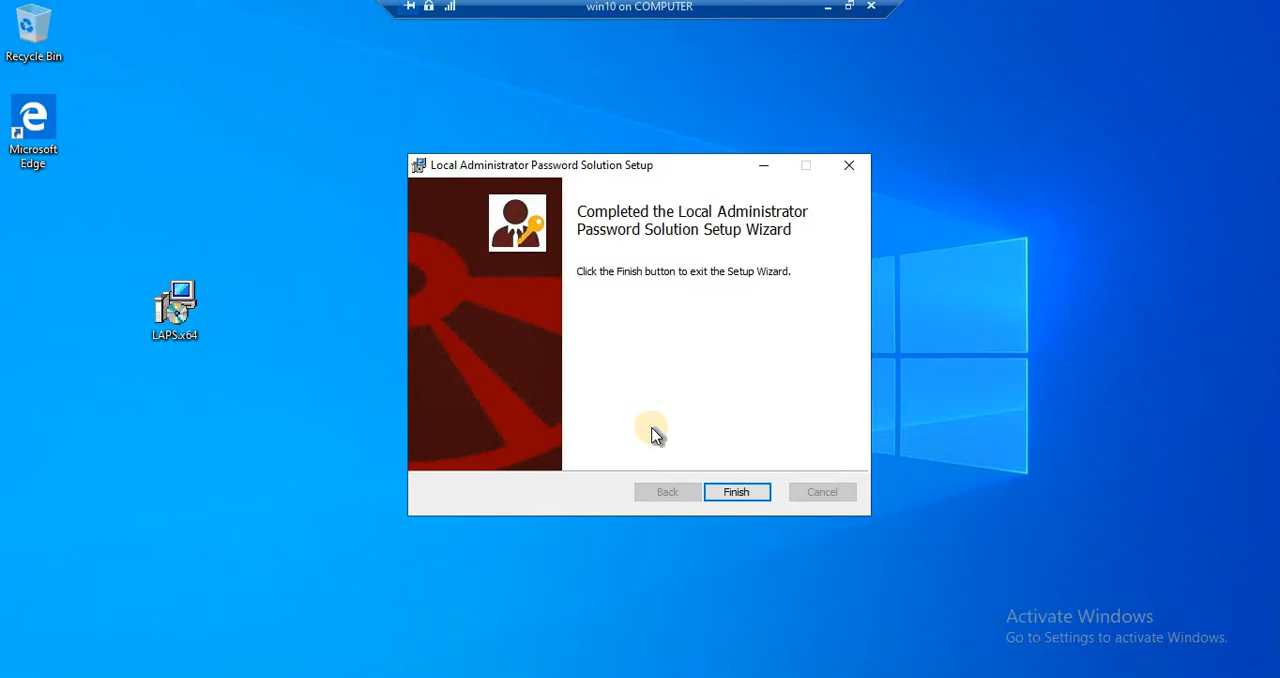 win10 on COMPUTER
Recycle Bin
Microsoft
Edge
Local Administrator Password Solution Setup
Completed the Local Administrator
Password Solution Setup Wizard
Click the Finish button to exit the Setup Wizard.
LAPS.x64
Back
Finish
Cancel
Activate Windows
Go to Settings to activate Windows.